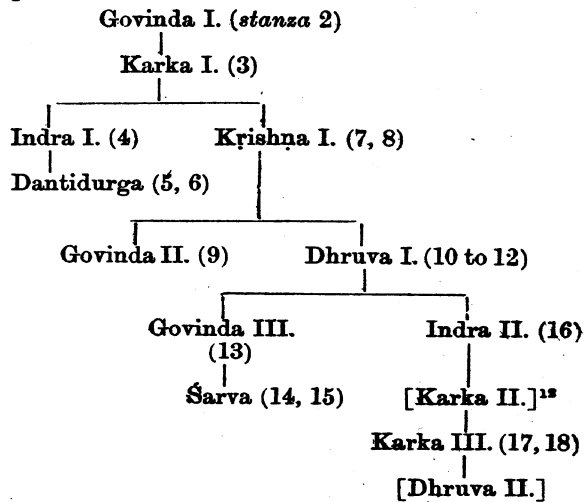 Govinda I. (stanza 2)
Karka I. (3)
Indra I. (4) Kṛishṇa I. (7, 8)
Dantidurga (5, 6)
Govinda II. (9) Dhruva I. (10 to 12)
Govinda III. Indra II. (16)
(13)
Śarva (14, 15) [Karka II.]¹²
Karka III. (17, 18)
[Dhruva II.]